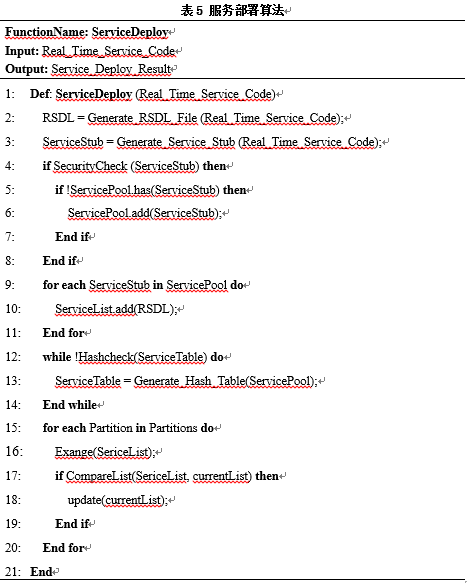 表 5 服务部署算法↵
FunctionName: ServiceDeploy↵
Input: Real_Time_Service_Code↵
Output: Service_Deploy_Result↵
1: Def: ServiceDeploy (Real_Time_Service_Code)↵
2: RSDL = Generate_RSDL_File (Real_Time_Service_Code);↵
3: ServiceStub = Generate_Service_Stub (Real_Time_Service_Code);↵
4: if SecurityCheck (ServiceStub) then↵
5: if !ServicePool.has(ServiceStub) then↵
6: ServicePool.add(ServiceStub);↵
7: End if↵
8: End if↵
9: for each ServiceStub in ServicePool do↵
10: ServiceList.add(RSDL);↵
11: End for↵
12: while !Hashcheck(ServiceTable) do↵
13: ServiceTable = Generate_Hash_Table(ServicePool);↵
14: End while↵
15: for each Partition in Partitions do↵
16: Exange(SericeList);↵
17: if CompareList(SericeList, currentList) then↵
18: update(currentList);↵
19: End if↵
20: End for↵
21: End↵